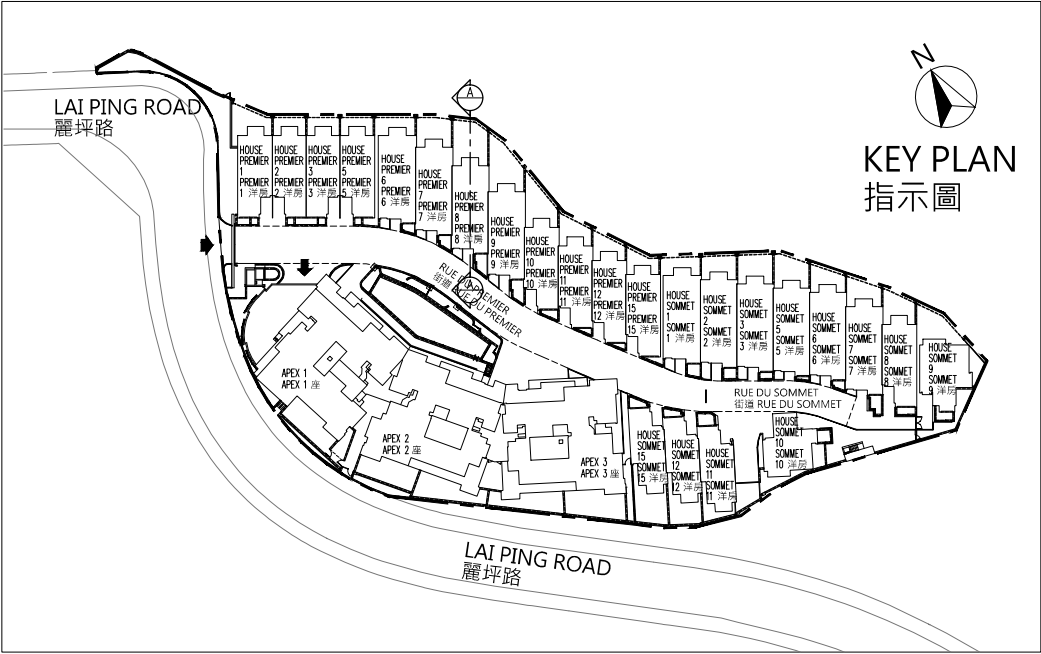 LAI PING ROAD
麗坪路
A
N
KEY PLAN
指示圖
HOUSE
PREMIER
1
PREMIER
1 洋房
HOUSE
PREMIER
2
PREMIER
2 洋房
HOUSE
PREMIER
3
PREMIER
3 洋房
HOUSE
PREMIER
5
PREMIER
5 洋房
HOUSE
PREMIER
6
PREMIER
6 洋房
HOUSE
PREMIER
7
PREMIER
7 洋房
HOUSE
PREMIER
8
PREMIER
8 洋房
HOUSE
PREMIER
9
PREMIER
9 洋房
HOUSE
PREMIER
10
PREMIER
10 洋房
HOUSE
PREMIER
11
PREMIER
11 洋房
HOUSE
PREMIER
12
PREMIER
12 洋房
HOUSE
PREMIER
15
PREMIER
15 洋房
HOUSE
SOMMET
1
SOMMET
1 洋房
HOUSE
SOMMET
2
SOMMET
2 洋房
HOUSE
SOMMET
3
SOMMET
3 洋房
HOUSE
SOMMET
5
SOMMET
5 洋房
HOUSE
SOMMET
6
SOMMET
6 洋房
HOUSE
SOMMET
7
SOMMET
7 洋房
HOUSE
SOMMET
8
SOMMET
8 洋房
HOUSE
SOMMET
9
SOMMET
9 洋房
RUE DU PREMIER
街道 RUE DU PREMIER
RUE DU SOMMET
街道 RUE DU SOMMET
APEX 1
APEX 1 座
APEX 2
APEX 2 座
APEX 3
APEX 3 座
HOUSE
SOMMET
15
SOMMET
15 洋房
HOUSE
SOMMET
12
SOMMET
12 洋房
HOUSE
SOMMET
11
SOMMET
11 洋房
HOUSE
SOMMET
10
SOMMET
10 洋房
LAI PING ROAD
麗坪路